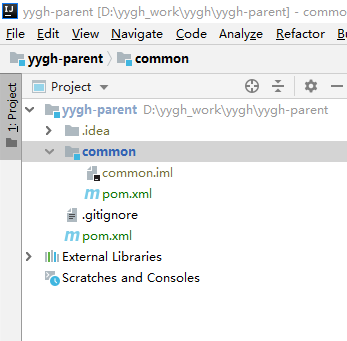 yygh-parent [D:\yygh_work\yygh\yygh-parent] - commo
File Edit View Navigate Code Analyze Refactor B
yygh-parent common
1: Project
Project
yygh-parent D:\yygh_work\yygh\yygh-parent
.idea
common
common.iml
pom.xml
.gitignore
pom.xml
External Libraries
Scratches and Consoles